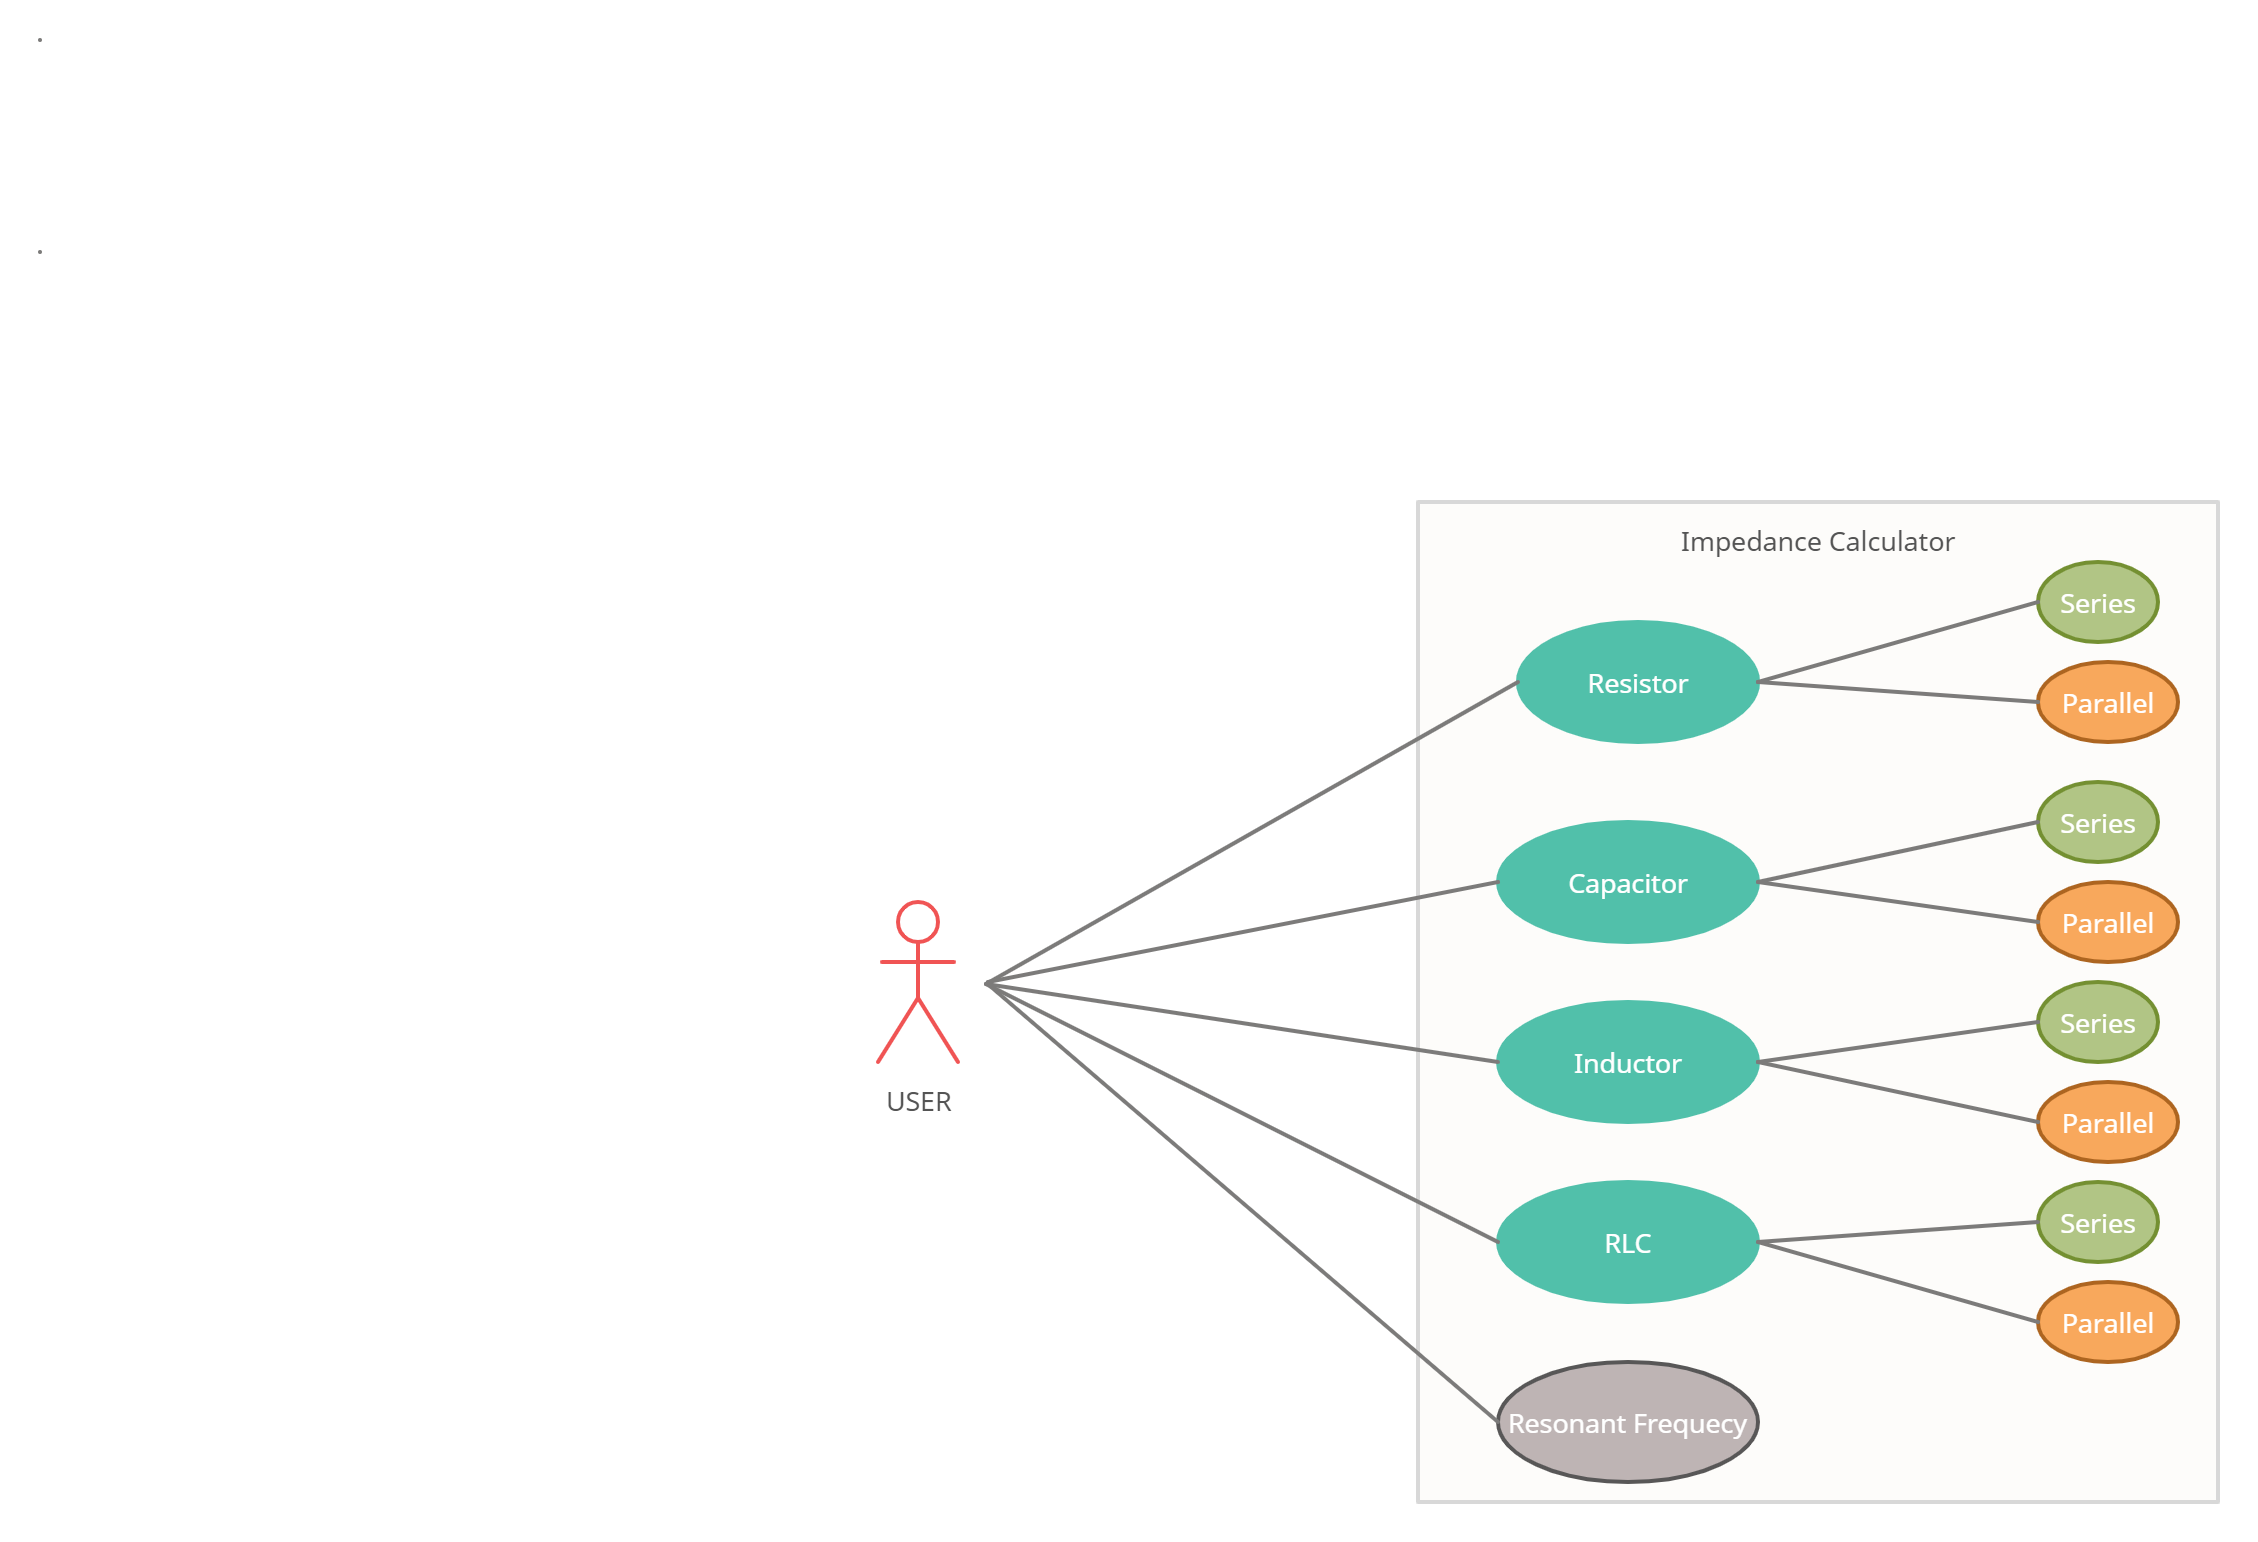 Impedance Calculator
Series
Resistor
Parallel
Series
Capacitor
Parallel
Series
Inductor
USER
Parallel
Series
RLC
Parallel
Resonant Frequecy